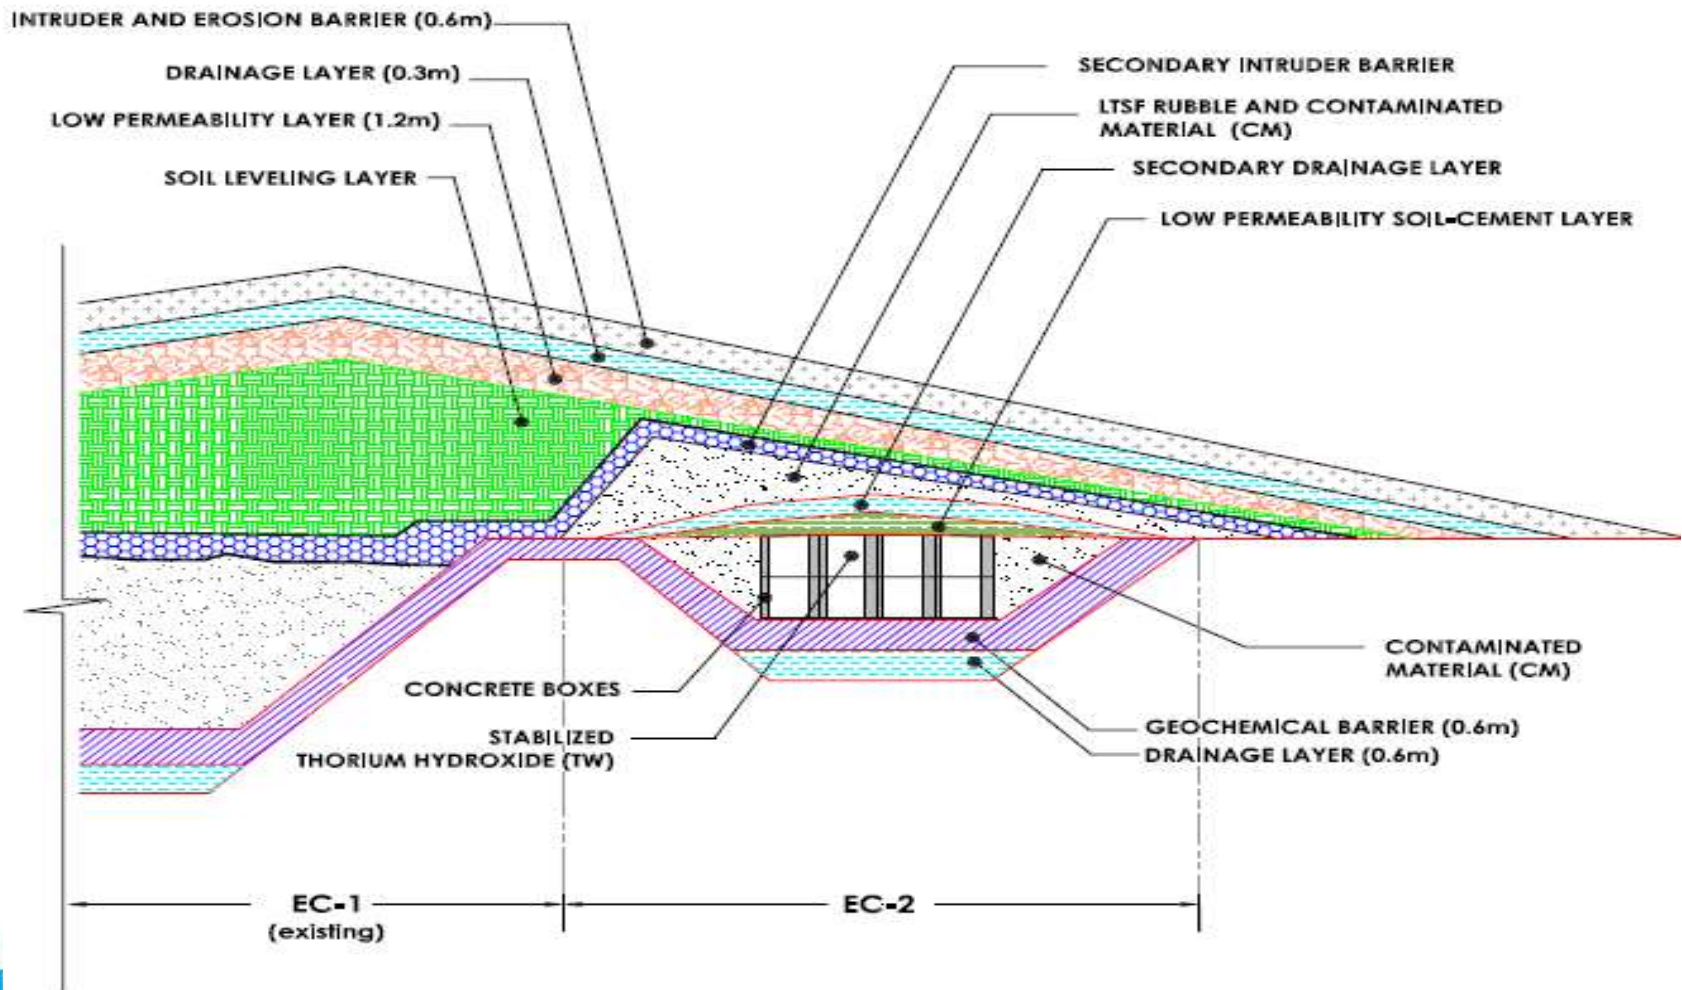 INTRUDER AND EROSION BARRIER (0.6m)
DRAINAGE LAYER (0.3m)
LOW PERMEABILITY LAYER (1.2m)
SOIL LEVELING LAYER
SECONDARY INTRUDER BARRIER
LTSF RUBBLE AND CONTAMINATED
MATERIAL (CM)
SECONDARY DRAINAGE LAYER
LOW PERMEABILITY SOIL-CEMENT LAYER
CONCRETE BOXES
STABILIZED
THORIUM HYDROXIDE (TW)
CONTAMINATED
MATERIAL (CM)
GEOCHEMICAL BARRIER (0.6m)
DRAINAGE LAYER (0.6m)
EC-1
(existing)
EC-2